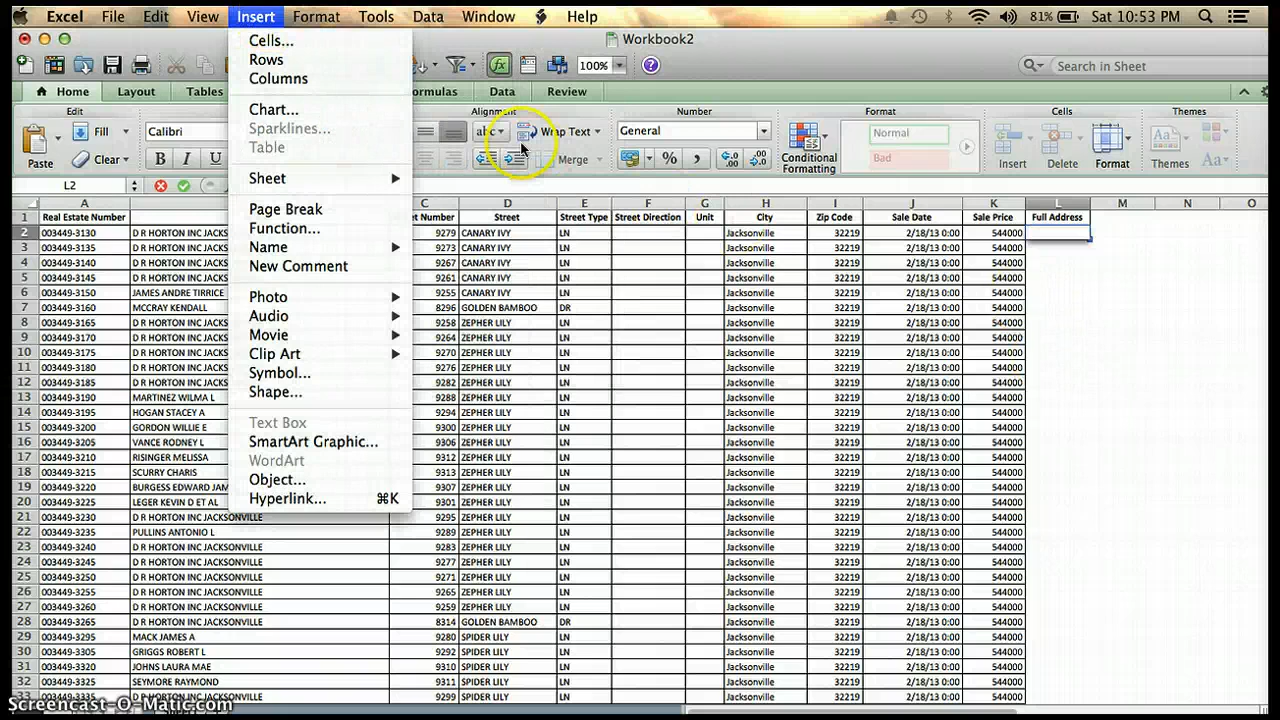 Excel File Edit View Insert Format Tools Data Window Help 81% Sat 10:53 PM
Workbook2
100% Search in Sheet
Home Layout Tables ormulas Data Review
Edit Alignment Number Format Cells Themes
Paste Fill Calibri abc Wrap Text General Conditional Formatting Normal Insert Delete Format Themes
Clear B I U Merge % , Bad
L2
Cells...
Rows
Columns
Chart...
Sparklines...
Table
Sheet
Page Break
Function...
Name
New Comment
Photo
Audio
Movie
Clip Art
Symbol...
Shape...
Text Box
SmartArt Graphic...
WordArt
Object...
Hyperlink... ⌘K
A C D E F G H I J K L M N O
1 Real Estate Number et Number Street Street Type Street Direction Unit City Zip Code Sale Date Sale Price Full Address
2 003449-3130 D R HORTON INC JACKS 9279 CANARY IVY LN Jacksonville 32219 2/18/13 0:00 544000
3 003449-3135 D R HORTON INC JACKS 9273 CANARY IVY LN Jacksonville 32219 2/18/13 0:00 544000
4 003449-3140 D R HORTON INC JACKS 9267 CANARY IVY LN Jacksonville 32219 2/18/13 0:00 544000
5 003449-3145 D R HORTON INC JACKS 9261 CANARY IVY LN Jacksonville 32219 2/18/13 0:00 544000
6 003449-3150 JAMES ANDRE TIRRICE 9255 CANARY IVY LN Jacksonville 32219 2/18/13 0:00 544000
7 003449-3160 MCCRAY KENDALL 8296 GOLDEN BAMBOO DR Jacksonville 32219 2/18/13 0:00 544000
8 003449-3165 D R HORTON INC JACKS 9258 ZEPHER LILY LN Jacksonville 32219 2/18/13 0:00 544000
9 003449-3170 D R HORTON INC JACKS 9264 ZEPHER LILY LN Jacksonville 32219 2/18/13 0:00 544000
10 003449-3175 D R HORTON INC JACKS 9270 ZEPHER LILY LN Jacksonville 32219 2/18/13 0:00 544000
11 003449-3180 D R HORTON INC JACKS 9276 ZEPHER LILY LN Jacksonville 32219 2/18/13 0:00 544000
12 003449-3185 D R HORTON INC JACKS 9282 ZEPHER LILY LN Jacksonville 32219 2/18/13 0:00 544000
13 003449-3190 MARTINEZ WILMA L 9288 ZEPHER LILY LN Jacksonville 32219 2/18/13 0:00 544000
14 003449-3195 HOGAN STACEY A 9294 ZEPHER LILY LN Jacksonville 32219 2/18/13 0:00 544000
15 003449-3200 GORDON WILLIE E 9300 ZEPHER LILY LN Jacksonville 32219 2/18/13 0:00 544000
16 003449-3205 VANCE RODNEY L 9306 ZEPHER LILY LN Jacksonville 32219 2/18/13 0:00 544000
17 003449-3210 RISINGER MELISSA 9312 ZEPHER LILY LN Jacksonville 32219 2/18/13 0:00 544000
18 003449-3215 SCURRY CHARIS 9313 ZEPHER LILY LN Jacksonville 32219 2/18/13 0:00 544000
19 003449-3220 BURGESS EDWARD JAM 9307 ZEPHER LILY LN Jacksonville 32219 2/18/13 0:00 544000
20 003449-3225 LEGER KEVIN D ET AL 9301 ZEPHER LILY LN Jacksonville 32219 2/18/13 0:00 544000
21 003449-3230 D R HORTON INC JACKSONVILLE 9295 ZEPHER LILY LN Jacksonville 32219 2/18/13 0:00 544000
22 003449-3235 PULLINS ANTONIO L 9289 ZEPHER LILY LN Jacksonville 32219 2/18/13 0:00 544000
23 003449-3240 D R HORTON INC JACKSONVILLE 9283 ZEPHER LILY LN Jacksonville 32219 2/18/13 0:00 544000
24 003449-3245 D R HORTON INC JACKSONVILLE 9277 ZEPHER LILY LN Jacksonville 32219 2/18/13 0:00 544000
25 003449-3250 D R HORTON INC JACKSONVILLE 9271 ZEPHER LILY LN Jacksonville 32219 2/18/13 0:00 544000
26 003449-3255 D R HORTON INC JACKSONVILLE 9265 ZEPHER LILY LN Jacksonville 32219 2/18/13 0:00 544000
27 003449-3260 D R HORTON INC JACKSONVILLE 9259 ZEPHER LILY LN Jacksonville 32219 2/18/13 0:00 544000
28 003449-3265 D R HORTON INC JACKSONVILLE 8314 GOLDEN BAMBOO DR Jacksonville 32219 2/18/13 0:00 544000
29 003449-3295 MACK JAMES A 9280 SPIDER LILY LN Jacksonville 32219 2/18/13 0:00 544000
30 003449-3305 GRIGGS ROBERT L 9292 SPIDER LILY LN Jacksonville 32219 2/18/13 0:00 544000
31 003449-3320 JOHNS LAURA MAE 9310 SPIDER LILY LN Jacksonville 32219 2/18/13 0:00 544000
32 003449-3325 SEYMORE RAYMOND 9311 SPIDER LILY LN Jacksonville 32219 2/18/13 0:00 544000
33 003449-3335 D R HORTON INC JACKSONVILLE 9299 SPIDER LILY LN Jacksonville 32219 2/18/13 0:00 544000
Screencast-O-Matic.com